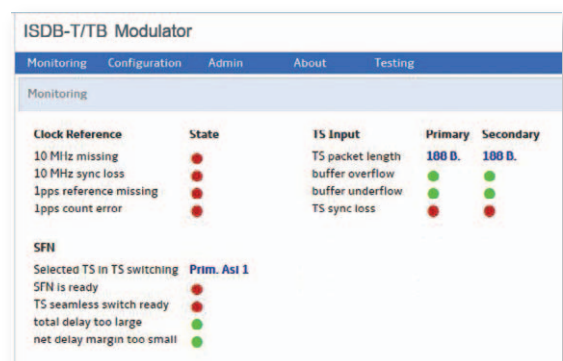 ISDB-T/TB Modulator
Monitoring Configuration Admin About Testing
Monitoring
Clock Reference State
10 MHz missing
10 MHz sync loss
1pps reference missing
1pps count error
TS Input Primary Secondary
TS packet length 188 B. 188 B.
buffer overflow
buffer underflow
TS sync loss
SFN
Selected TS in TS switching Prim. Asi 1
SFN is ready
TS seamless switch ready
total delay too large
net delay margin too small